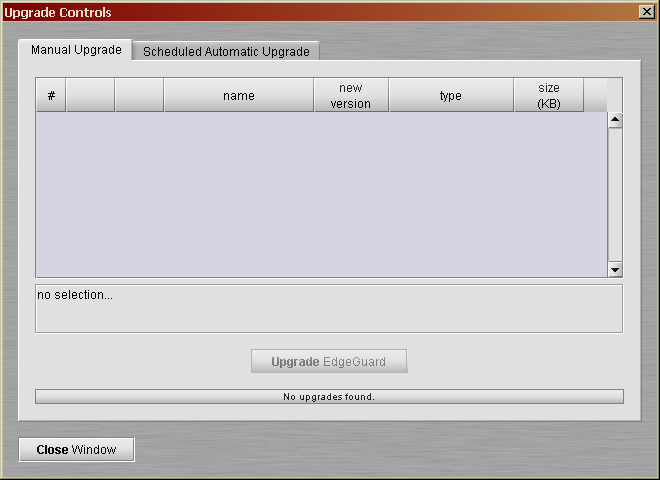 Upgrade Controls
Manual Upgrade
Scheduled Automatic Upgrade
# name new version type size (KB)
no selection...
Upgrade EdgeGuard
No upgrades found.
Close Window